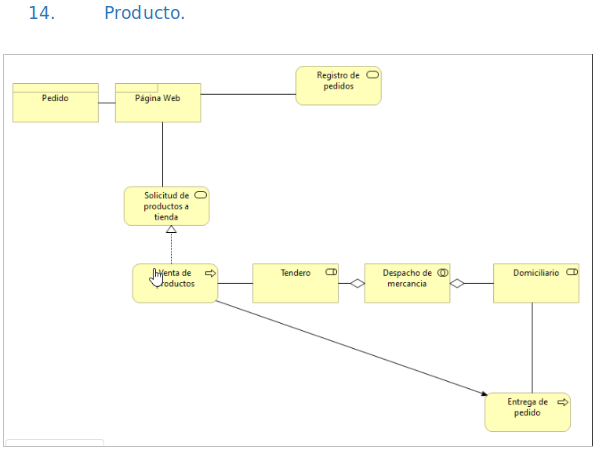 14. Producto.
Registro de
pedidos
Pedido
Página Web
Solicitud de
productos a
tienda
Venta de
productos
Tendero
Despacho de
mercancia
Domiciliario
Entrega de
pedido